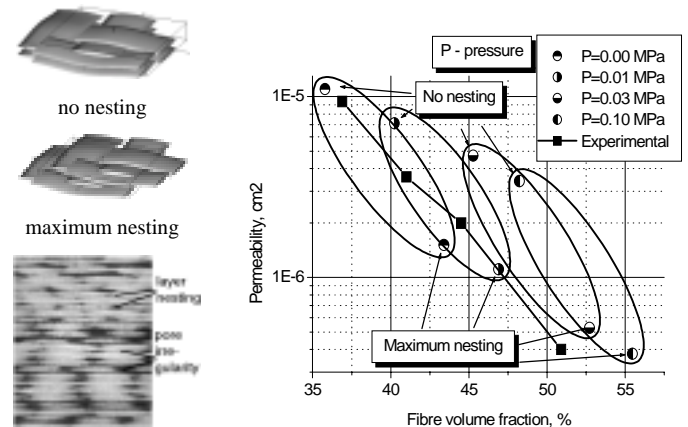 no nesting
maximum nesting
layer
nesting
pore
irre-
gularity
P - pressure
P=0.00 MPa
P=0.01 MPa
P=0.03 MPa
P=0.10 MPa
Experimental
No nesting
Maximum nesting
1E-5
1E-6
Permeability, cm2
35
40
45
50
55
Fibre volume fraction, %